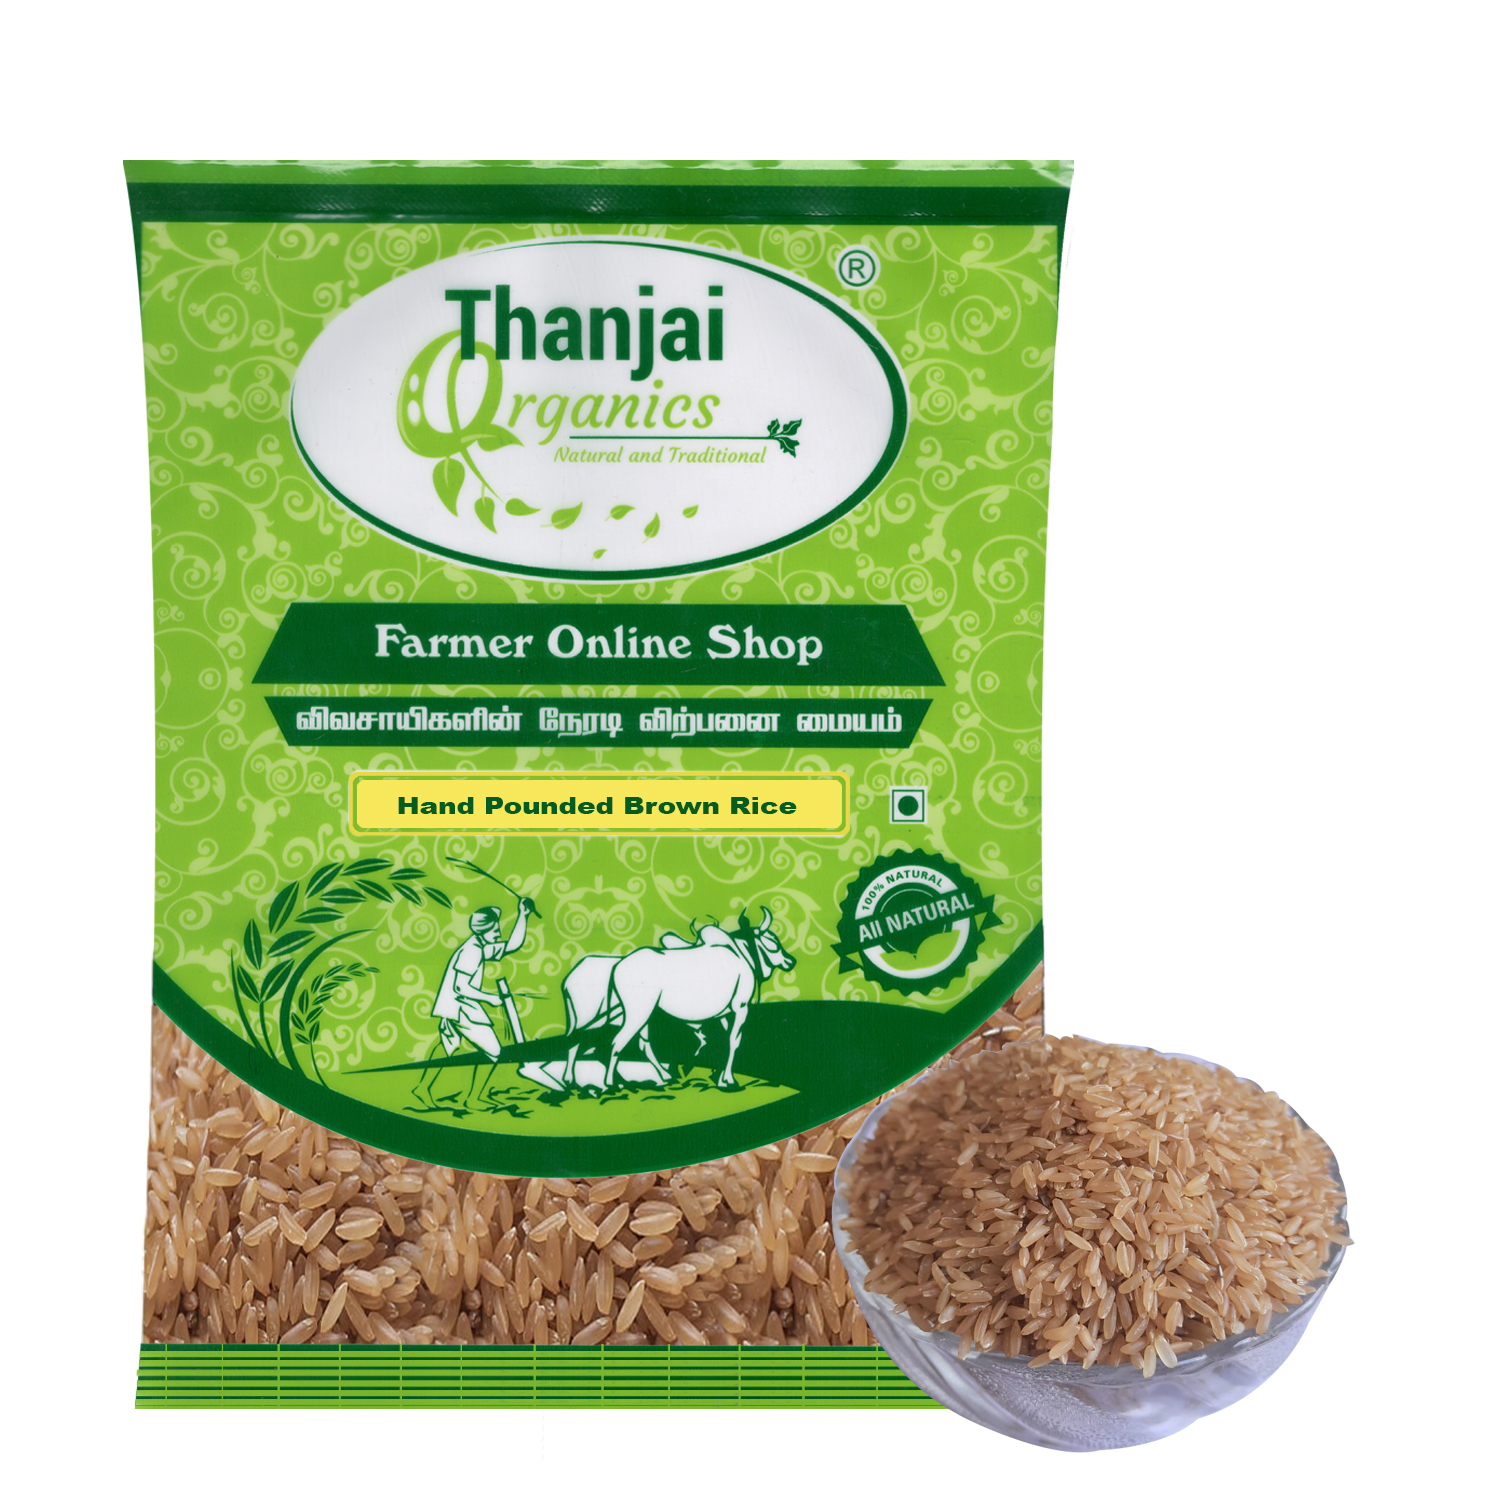 Thanjai
®
Organics
Natural and Traditional
Farmer Online Shop
விவசாயிகளின் நேரடி விற்பனை மையம்
Hand Pounded Brown Rice
100% NATURAL
All NATURAL